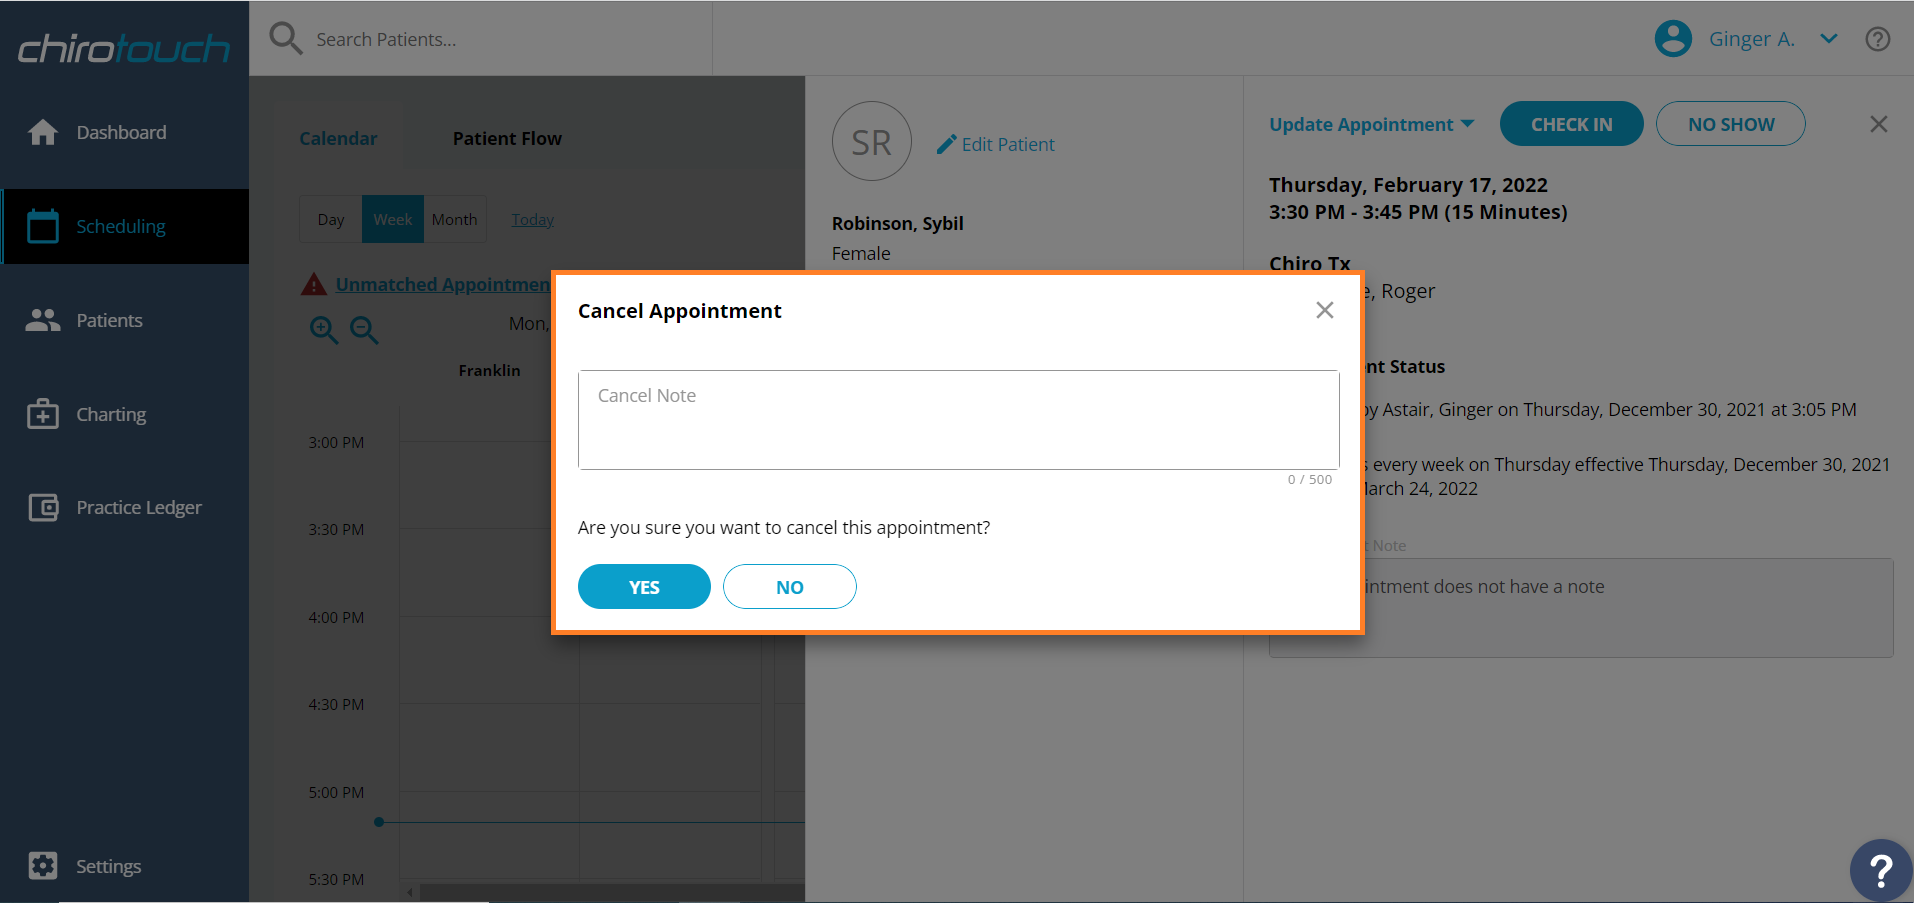 chirotouch
Search Patients...
Ginger A.
Dashboard
Scheduling
Patients
Charting
Practice Ledger
Settings
Calendar
Patient Flow
Day
Week
Month
Today
Unmatched
Mon,
Franklin
3:00 PM
3:30 PM
4:00 PM
4:30 PM
5:00 PM
5:30 PM
SR
Edit Patient
Robinson, Sybil
Female
Update Appointment
CHECK IN
NO SHOW
Thursday, February 17, 2022
3:30 PM - 3:45 PM (15 Minutes)
Chiro Tx
Roger
Status
Astair, Ginger on Thursday, December 30, 2021 at 3:05 PM
every week on Thursday effective Thursday, December 30, 2021
March 24, 2022
Note
does not have a note
Cancel Appointment
Cancel Note
0 / 500
Are you sure you want to cancel this appointment?
YES
NO
?